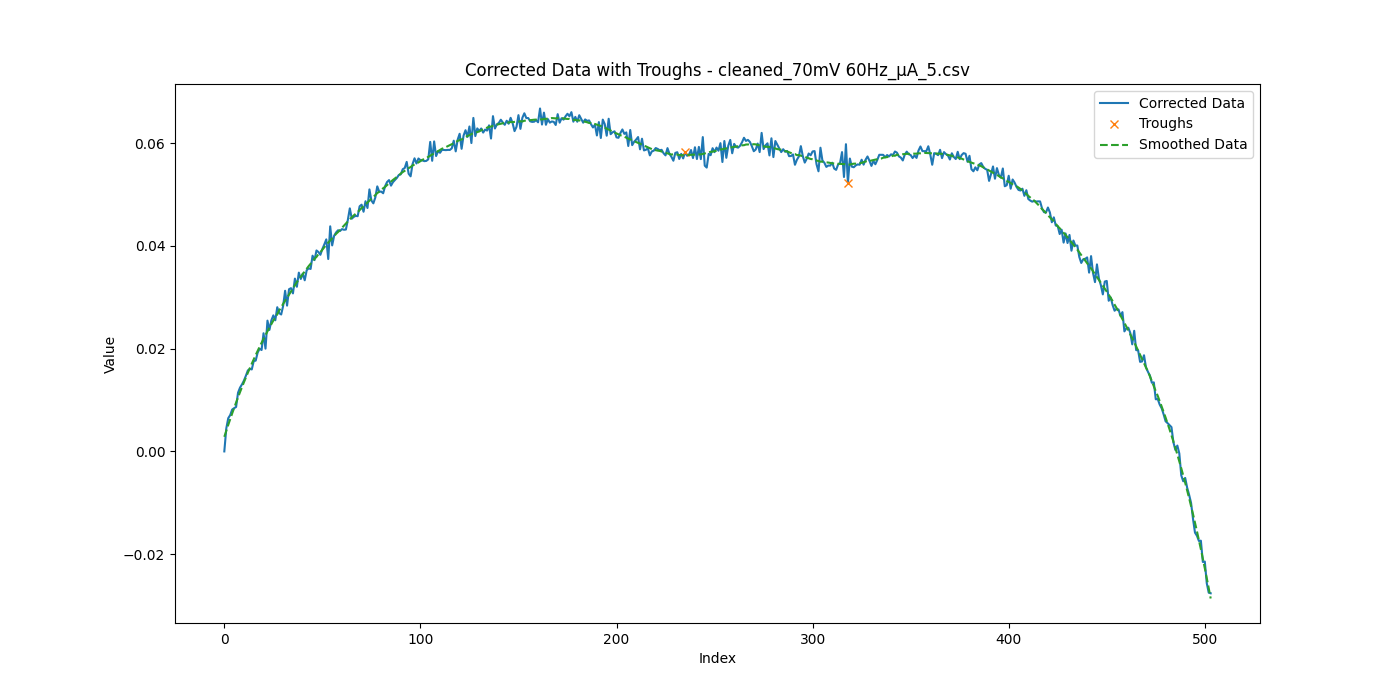 Corrected Data with Troughs - cleaned_70mV 60Hz_μA_5.csv
Corrected Data
Troughs
Smoothed Data
Value
0.06
0.04
0.02
0.00
−0.02
0
100
200
300
400
500
Index